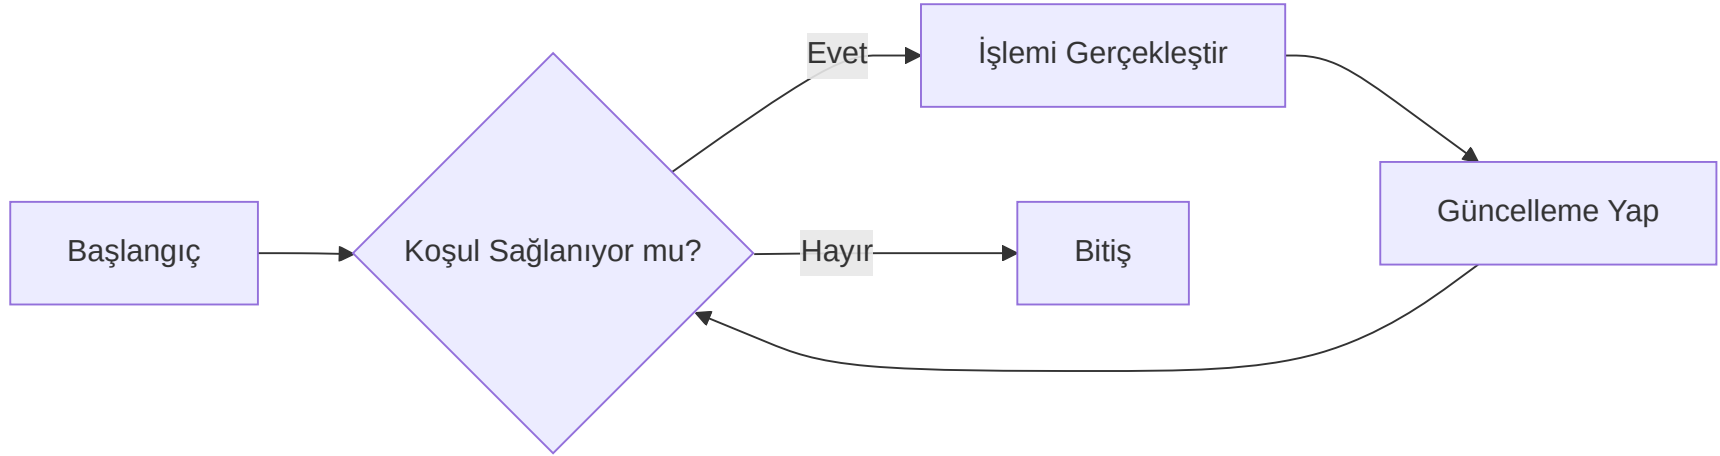 Başlangıç
Koşul Sağlanıyor mu?
Evet
İşlemi Gerçekleştir
Hayır
Bitiş
Güncelleme Yap